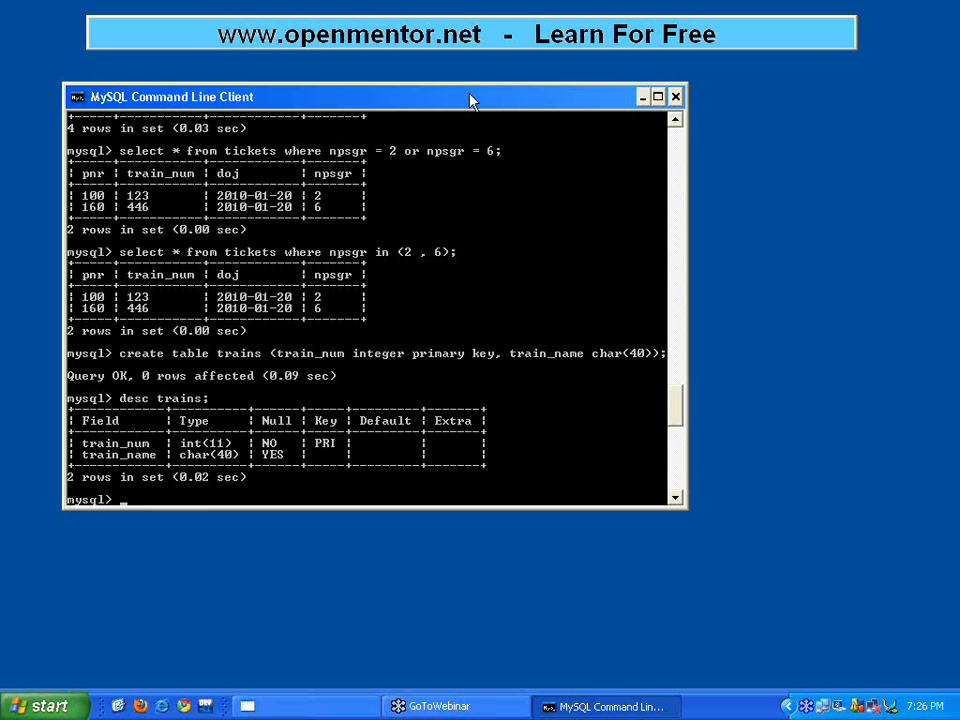 www.openmentor.net - Learn For Free
MySQL Command Line Client
+-----+-----------+------------+-------+
4 rows in set (0.03 sec)
mysql> select * from tickets where npsgr = 2 or npsgr = 6;
+-----+-----------+------------+-------+
| pnr | train_num | doj        | npsgr |
+-----+-----------+------------+-------+
| 100 | 123       | 2010-01-20 | 2     |
| 160 | 446       | 2010-01-20 | 6     |
+-----+-----------+------------+-------+
2 rows in set (0.00 sec)
mysql> select * from tickets where npsgr in (2 , 6);
+-----+-----------+------------+-------+
| pnr | train_num | doj        | npsgr |
+-----+-----------+------------+-------+
| 100 | 123       | 2010-01-20 | 2     |
| 160 | 446       | 2010-01-20 | 6     |
+-----+-----------+------------+-------+
2 rows in set (0.00 sec)
mysql> create table trains (train_num integer primary key, train_name char(40));
Query OK, 0 rows affected (0.09 sec)
mysql> desc trains;
+------------+----------+------+-----+---------+-------+
| Field      | Type     | Null | Key | Default | Extra |
+------------+----------+------+-----+---------+-------+
| train_num  | int(11)  | NO   | PRI |         |       |
| train_name | char(40) | YES  |     |         |       |
+------------+----------+------+-----+---------+-------+
2 rows in set (0.02 sec)
mysql> _
start GoToWebinar MySQL Command Lin... 7:26 PM